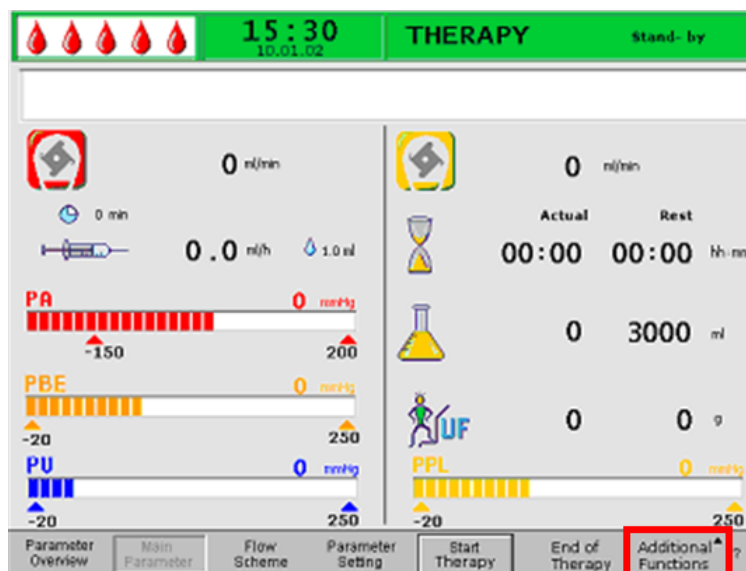 15:30
10.01.02
THERAPY
Stand- by
0 ml/min
0 min
0.0 ml/h 1.0 ml
PA 0 mmHg
-150 200
PBE 0 mmHg
-20 250
PV 0 mmHg
-20 250
0 ml/min
Actual Rest
00:00 00:00 hh:mm
0 3000 ml
UF 0 0 g
PPL 0 mmHg
-20 250
Parameter
Overview
Main
Parameter
Flow
Scheme
Parameter
Setting
Start
Therapy
End of
Therapy
Additional
Functions
?